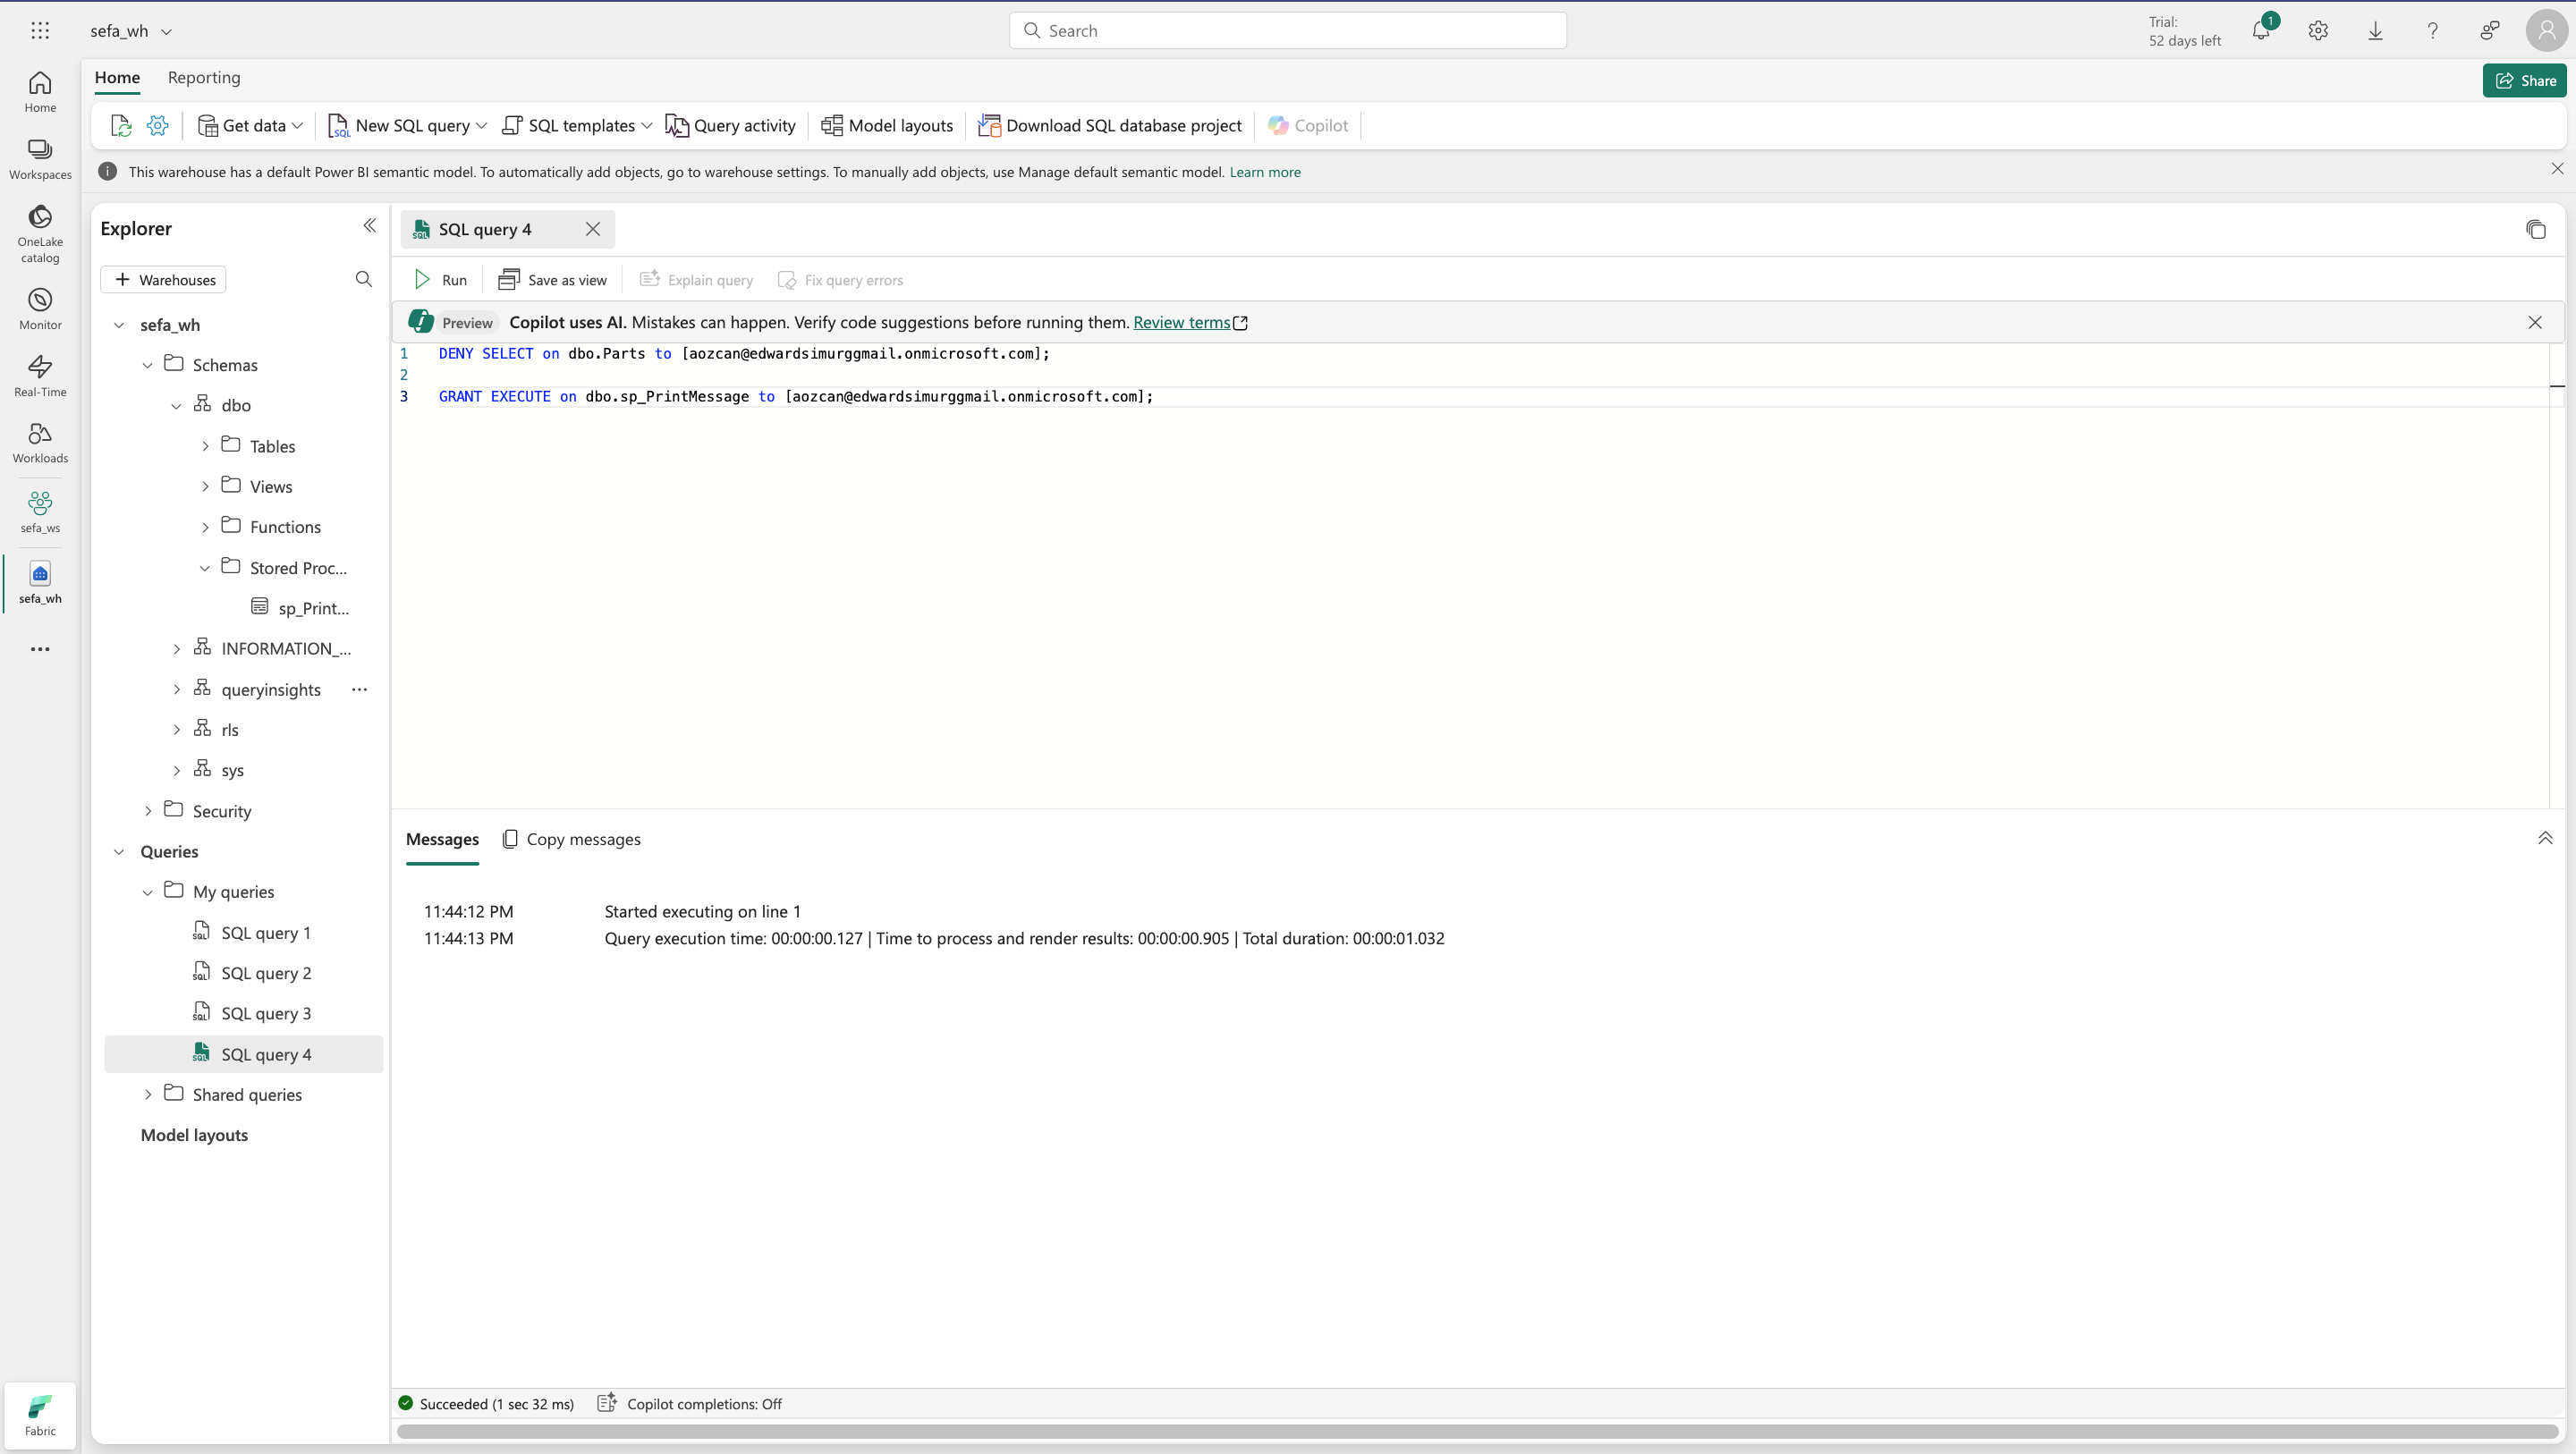 sefa_wh
Search
Trial:
52 days left
1
Home
Reporting
Share
Get data
New SQL query
SQL templates
Query activity
Model layouts
Download SQL database project
Copilot
This warehouse has a default Power BI semantic model. To automatically add objects, go to warehouse settings. To manually add objects, use Manage default semantic model. Learn more
Home
Workspaces
OneLake
catalog
Monitor
Real-Time
Workloads
sefa_ws
sefa_wh
Fabric
Explorer
Warehouses
sefa_wh
Schemas
dbo
Tables
Views
Functions
Stored Proc...
sp_Print...
INFORMATION_...
queryinsights
rls
sys
Security
Queries
My queries
SQL query 1
SQL query 2
SQL query 3
SQL query 4
Shared queries
Model layouts
SQL query 4
Run
Save as view
Explain query
Fix query errors
Preview Copilot uses AI. Mistakes can happen. Verify code suggestions before running them. Review terms
1 DENY SELECT on dbo.Parts to [aozcan@edwardsimurggmail.onmicrosoft.com];
2
3 GRANT EXECUTE on dbo.sp_PrintMessage to [aozcan@edwardsimurggmail.onmicrosoft.com];
Messages
Copy messages
11:44:12 PM Started executing on line 1
11:44:13 PM Query execution time: 00:00:00.127 | Time to process and render results: 00:00:00.905 | Total duration: 00:00:01.032
Succeeded (1 sec 32 ms)
Copilot completions: Off